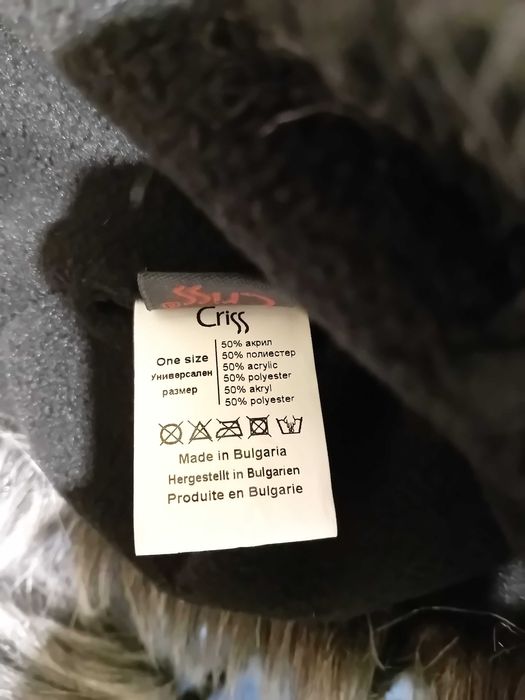 Criss®
Criss
One size
Универсален
размер
50% акрил
50% полиестер
50% acrylic
50% polyester
50% akryl
50% polyester
Made in Bulgaria
Hergestellt in Bulgarien
Produite en Bulgarie